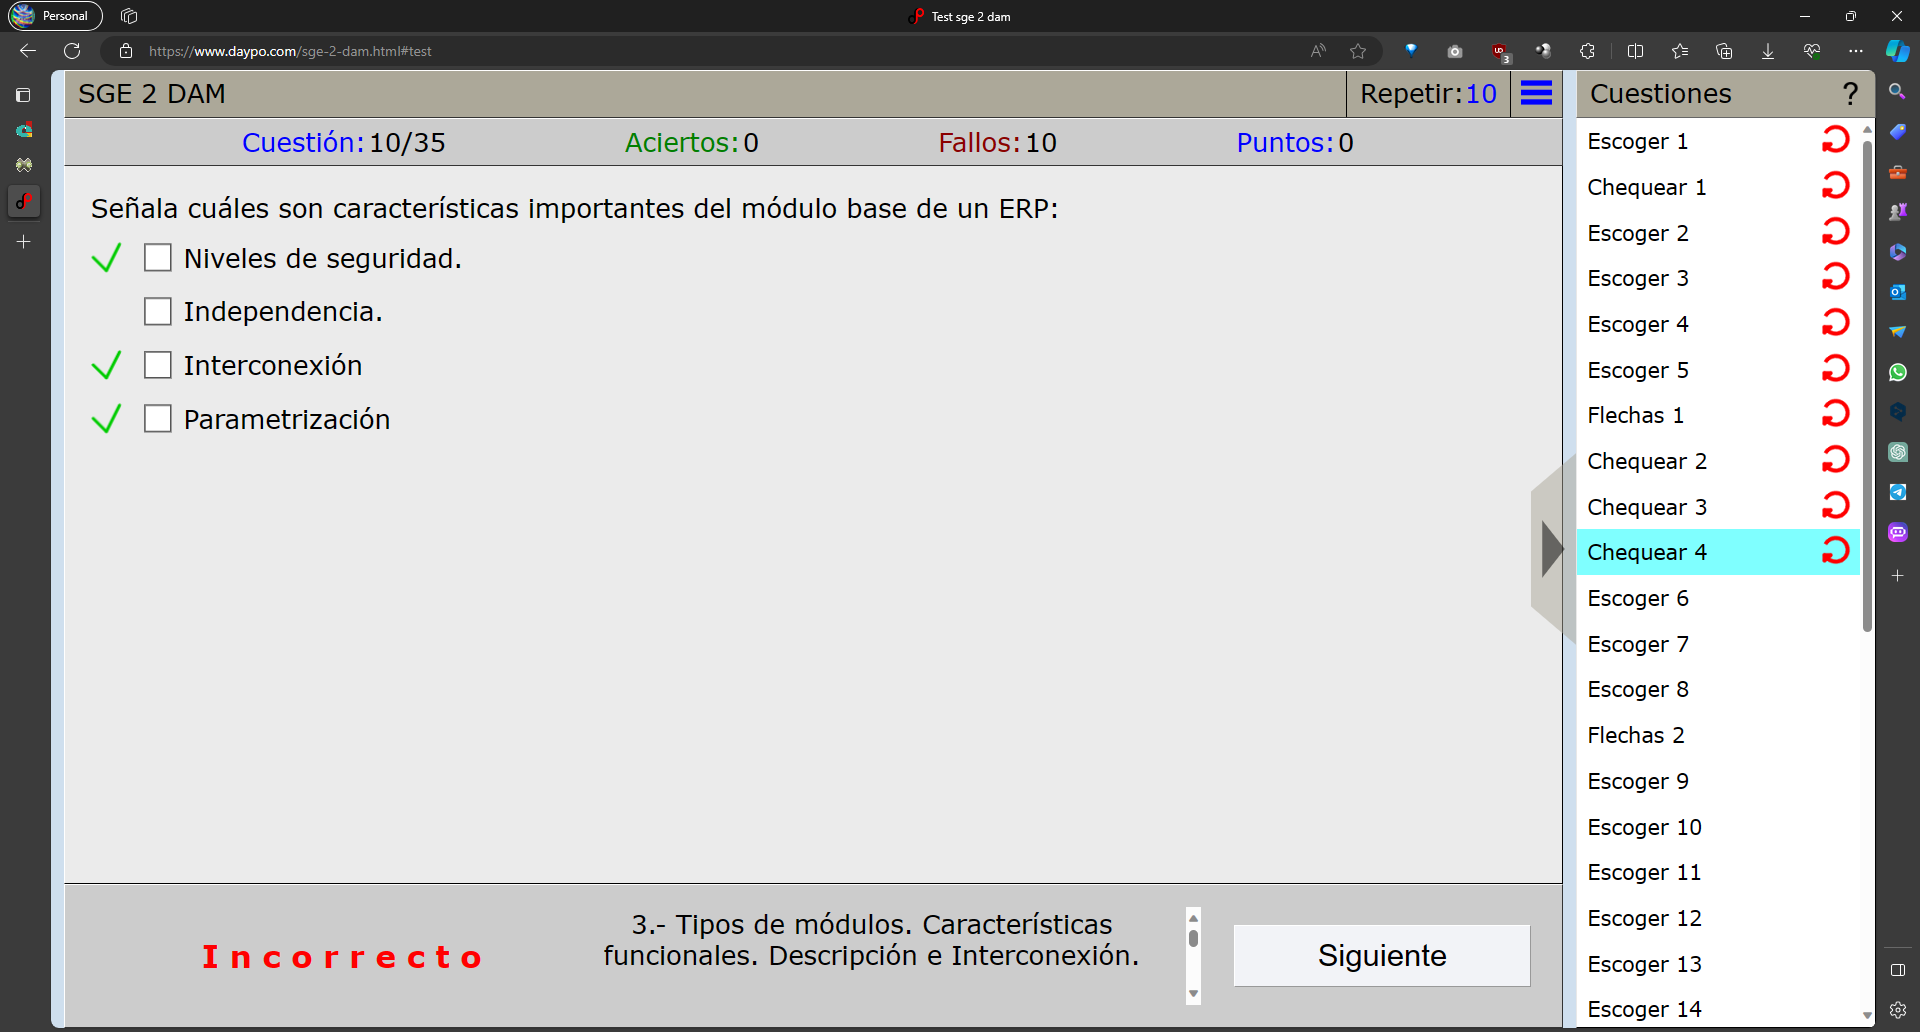 Personal
Test sge 2 dam
https://www.daypo.com/sge-2-dam.html#test
SGE 2 DAM
Repetir:10
Cuestión:10/35
Aciertos:0
Fallos:10
Puntos:0
Señala cuáles son características importantes del módulo base de un ERP:
Niveles de seguridad.
Independencia.
Interconexión
Parametrización
Incorrecto
3.- Tipos de módulos. Características
funcionales. Descripción e Interconexión.
Siguiente
Cuestiones
?
Escoger 1
Chequear 1
Escoger 2
Escoger 3
Escoger 4
Escoger 5
Flechas 1
Chequear 2
Chequear 3
Chequear 4
Escoger 6
Escoger 7
Escoger 8
Flechas 2
Escoger 9
Escoger 10
Escoger 11
Escoger 12
Escoger 13
Escoger 14
3